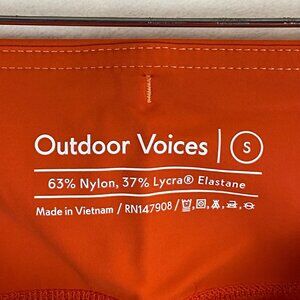 Outdoor Voices | S
63% Nylon, 37% Lycra® Elastane
Made in Vietnam / RN147908 /